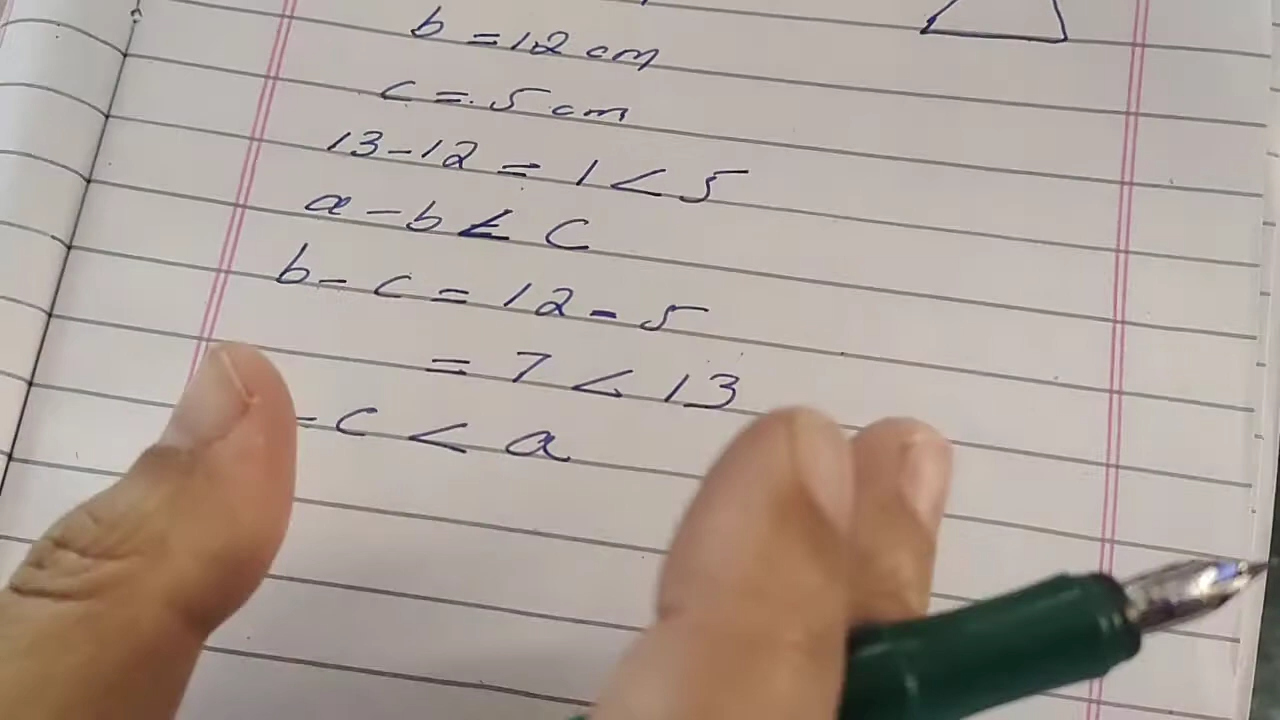 b = 12 cm
c = 5 cm
13 - 12 = 1 < 5
a - b < C
b - c = 12 - 5
= 7 < 13
- c < a